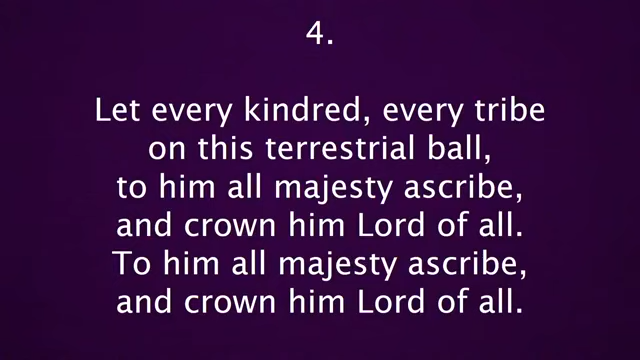 4.
Let every kindred, every tribe
on this terrestrial ball,
to him all majesty ascribe,
and crown him Lord of all.
To him all majesty ascribe,
and crown him Lord of all.